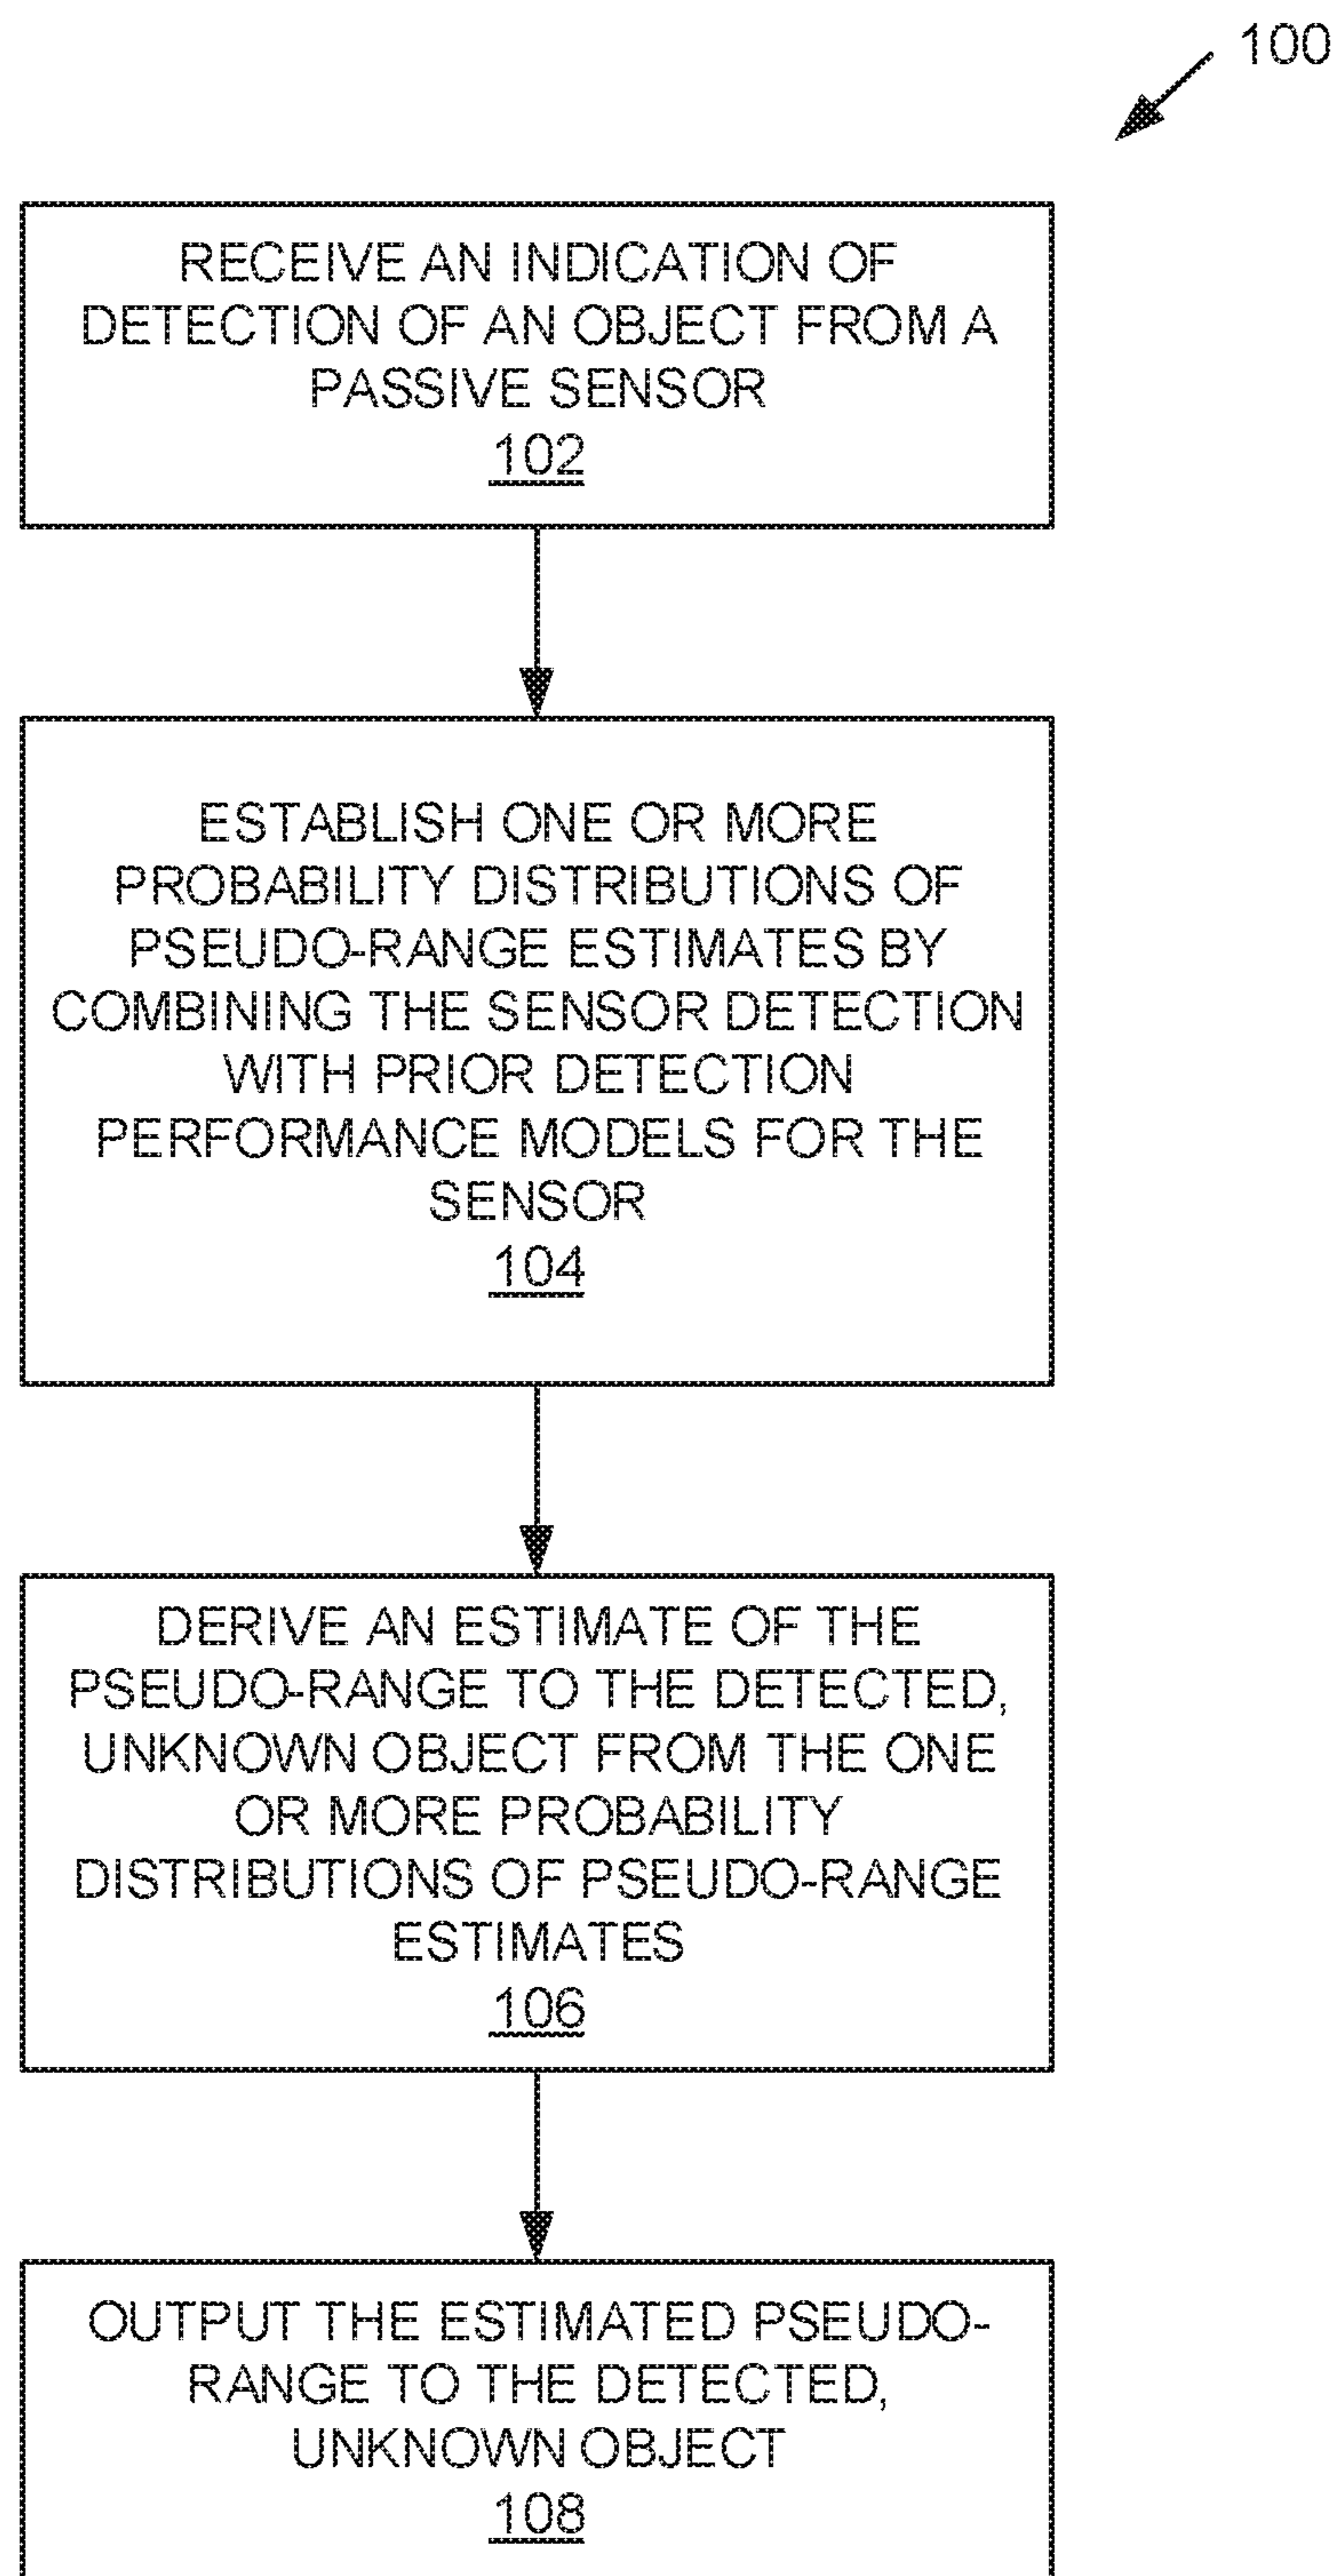 100
RECEIVE AN INDICATION OF
DETECTION OF AN OBJECT FROM A
PASSIVE SENSOR
102
ESTABLISH ONE OR MORE
PROBABILITY DISTRIBUTIONS OF
PSEUDO-RANGE ESTIMATES BY
COMBINING THE SENSOR DETECTION
WITH PRIOR DETECTION
PERFORMANCE MODELS FOR THE
SENSOR
104
DERIVE AN ESTIMATE OF THE
PSEUDO-RANGE TO THE DETECTED,
UNKNOWN OBJECT FROM THE ONE
OR MORE PROBABILITY
DISTRIBUTIONS OF PSEUDO-RANGE
ESTIMATES
106
OUTPUT THE ESTIMATED PSEUDO-
RANGE TO THE DETECTED,
UNKNOWN OBJECT
108